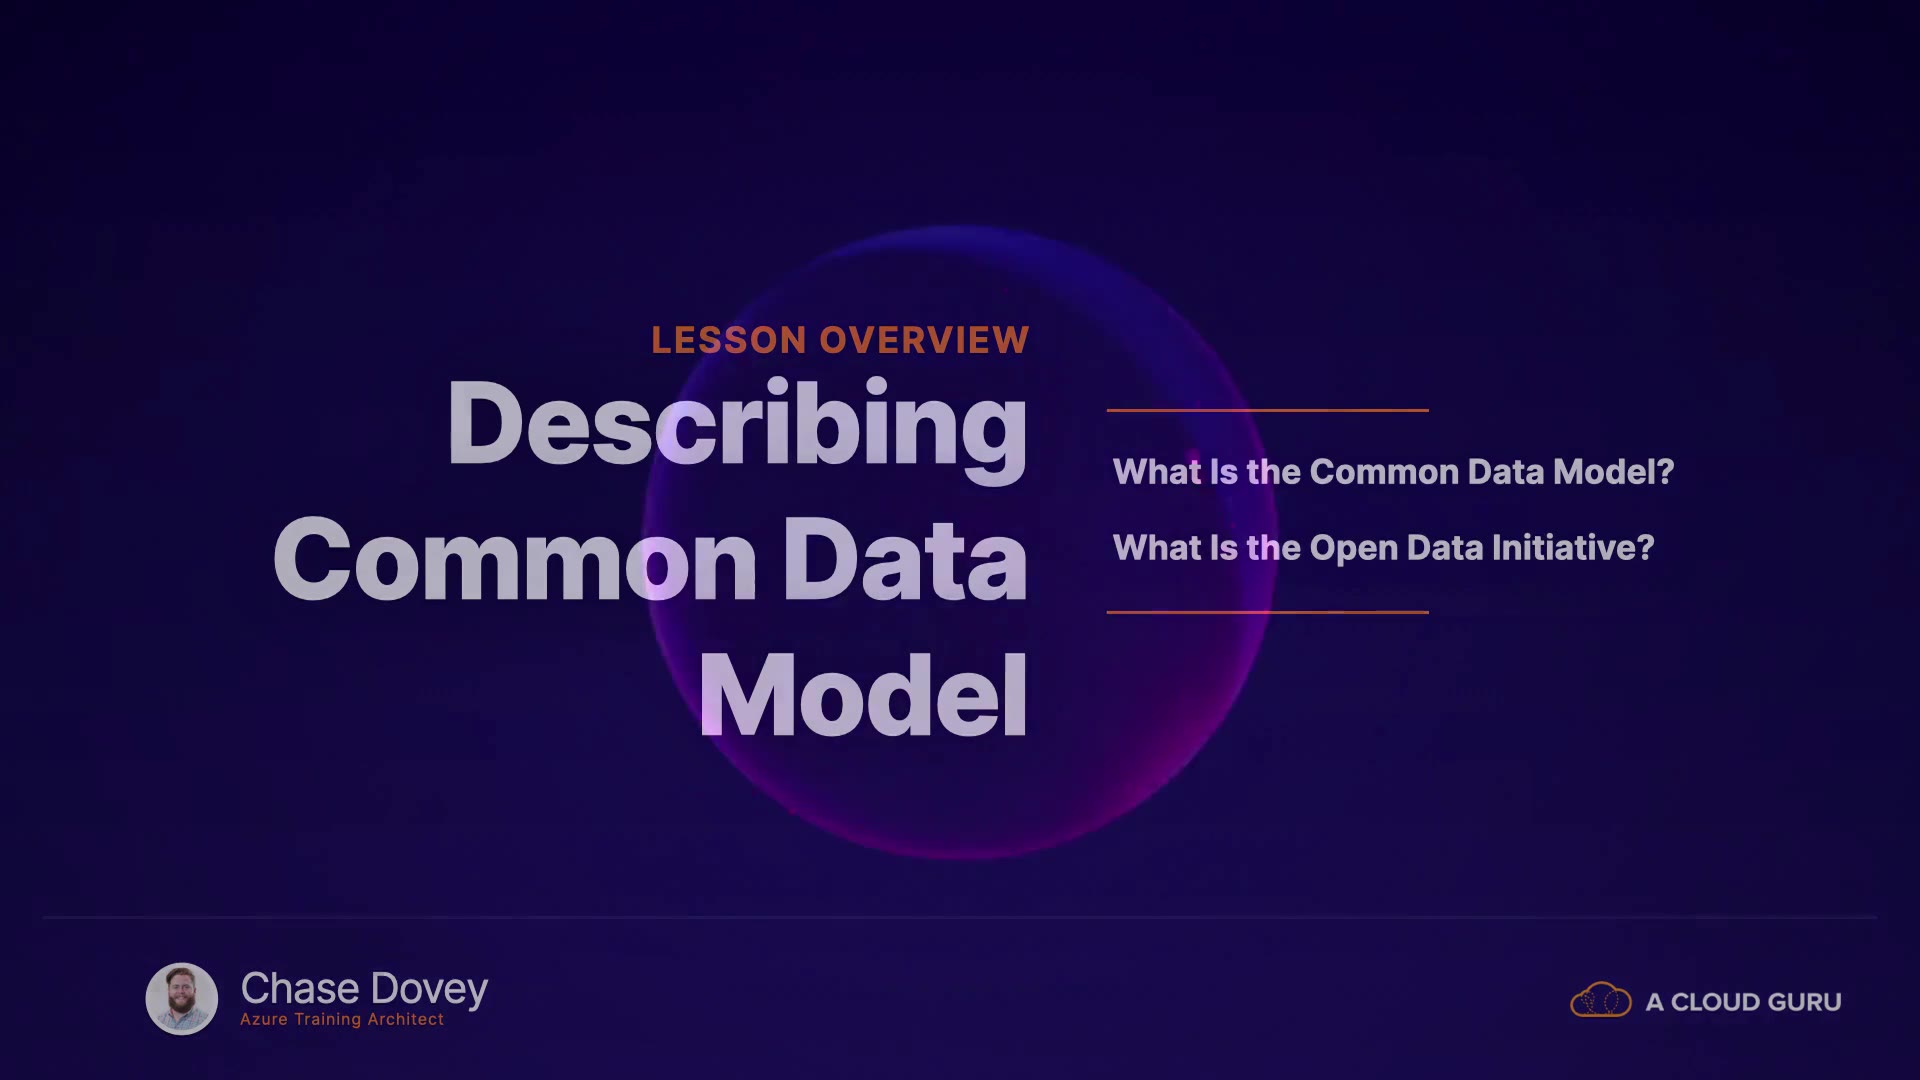 LESSON OVERVIEW
Describing
Common Data
Model
What Is the Common Data Model?
What Is the Open Data Initiative?
Chase Dovey
Azure Training Architect
A CLOUD GURU